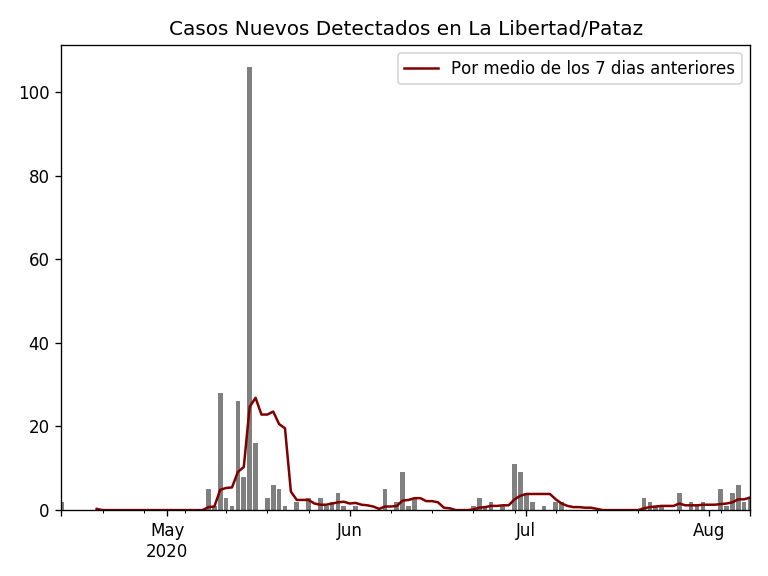 Casos Nuevos Detectados en La Libertad/Pataz
Por medio de los 7 dias anteriores
100
80
60
40
20
0
May Jun Jul Aug
2020